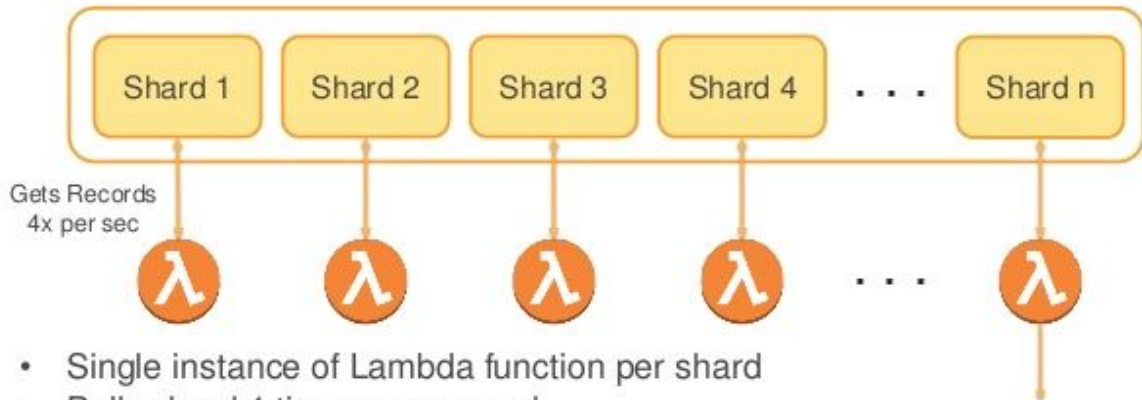 Shard 1 Shard 2 Shard 3 Shard 4 . . . Shard n
Gets Records
4x per sec
λ λ λ λ . . . λ
• Single instance of Lambda function per shard